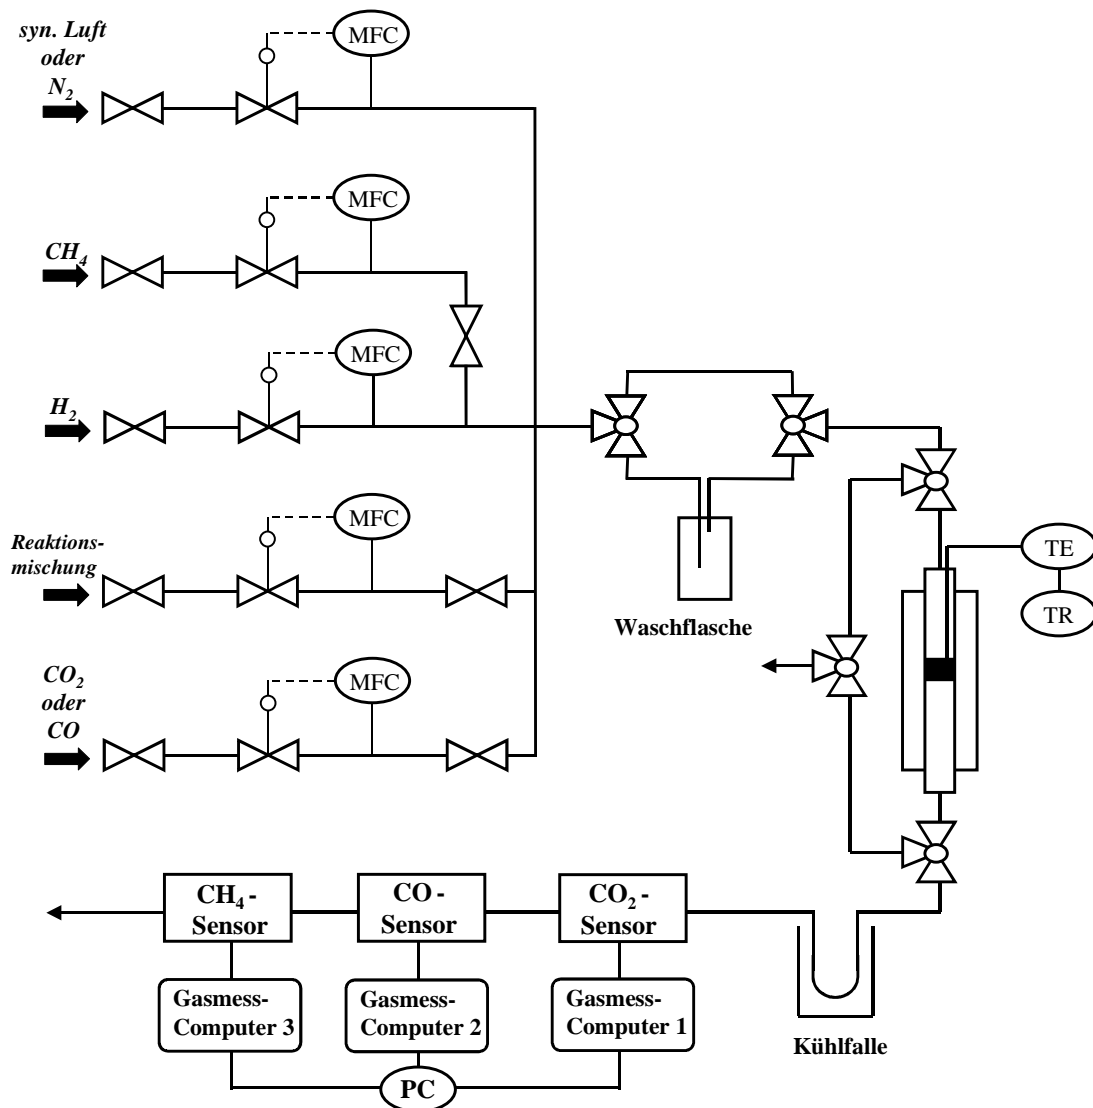 syn. Luft
oder
N₂
MFC
CH₄
MFC
H₂
MFC
Reaktions-
mischung
MFC
CO₂
oder
CO
MFC
Waschflasche
TE
TR
CH₄ -
Sensor
CO -
Sensor
CO₂ -
Sensor
Gasmess-
Computer 3
Gasmess-
Computer 2
Gasmess-
Computer 1
Kühlfalle
PC